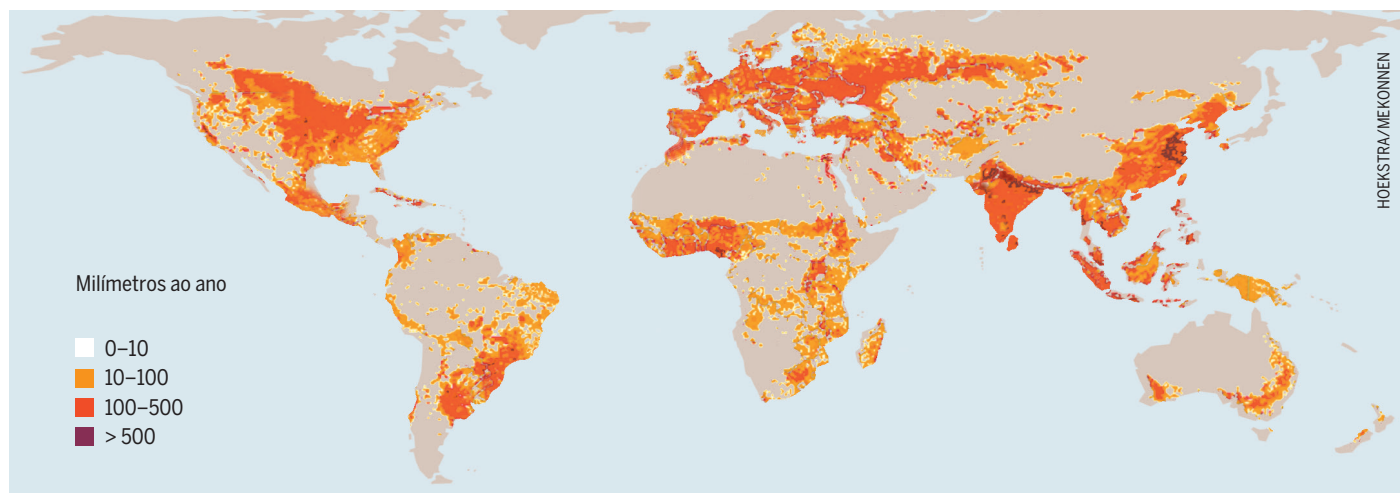 Milímetros ao ano
0–10
10–100
100–500
> 500
HOEKSTRA/MEKONNEN